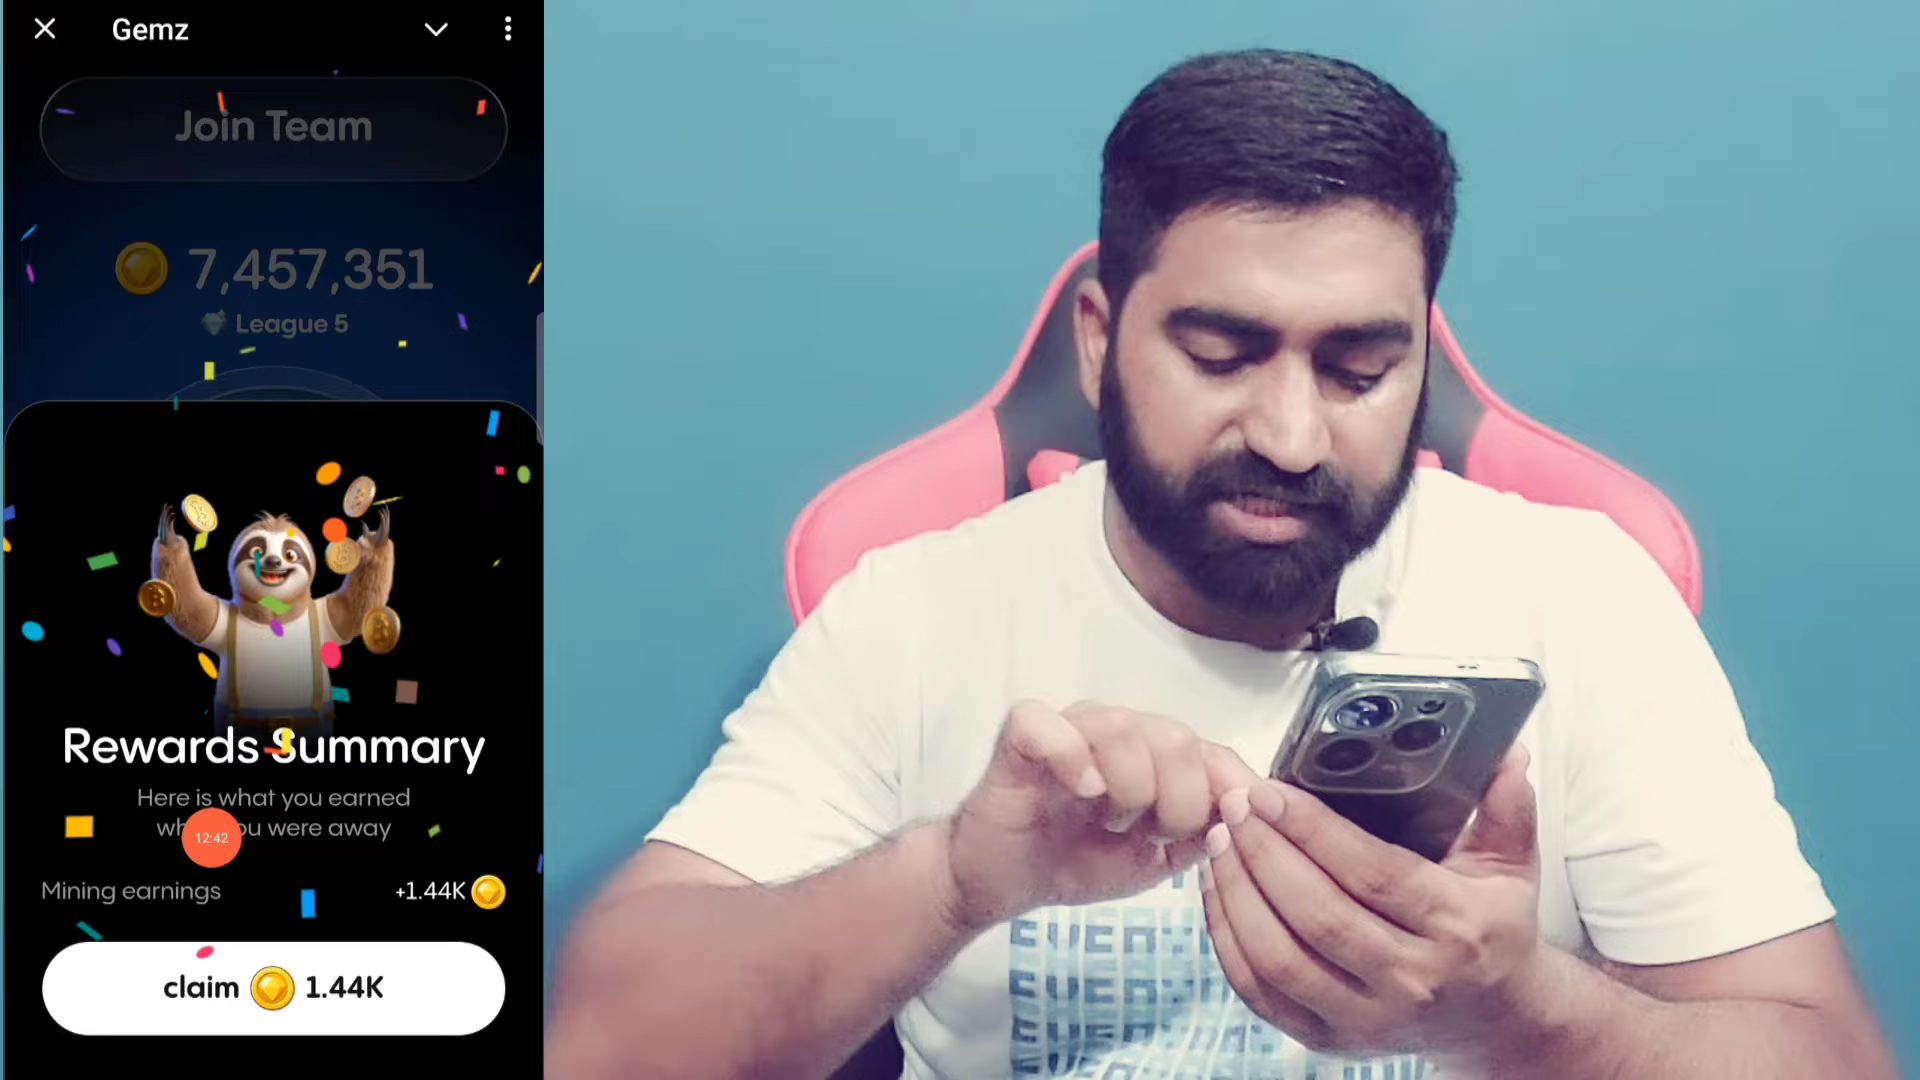 Gemz
Join Team
7,457,351
League 5
Rewards Summary
Here is what you earned
you were away
12:42
Mining earnings
+1.44K
claim 1.44K